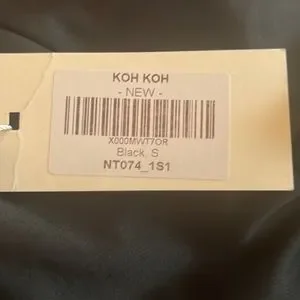 KOH KOH
- NEW -
X000MWT7OR
Black, S
NT074_1S1